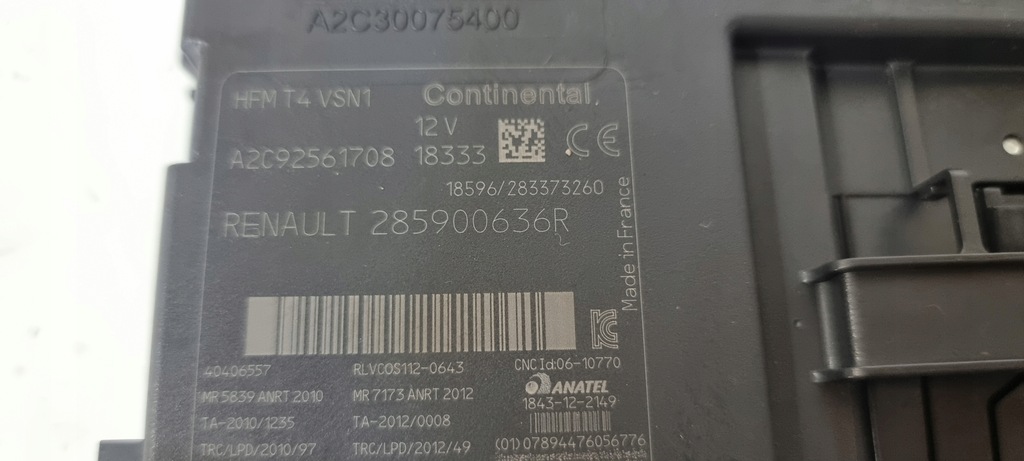 A2C30075400
HFM T4 VSN1 Continental
12 V
A2C92561708 18333 CE
18596/283373260
RENAULT 285900636R
Made in France
40406557 RLVCOS112-0643 CNC Id:06-10770
MR 5839 ANRT 2010 MR 7173 ANRT 2012 ANATEL
TA-2010/1235 TA-2012/0008 1843-12-2149
TRC/LPD/2010/97 TRC/LPD/2012/49 (01) 07894476056776